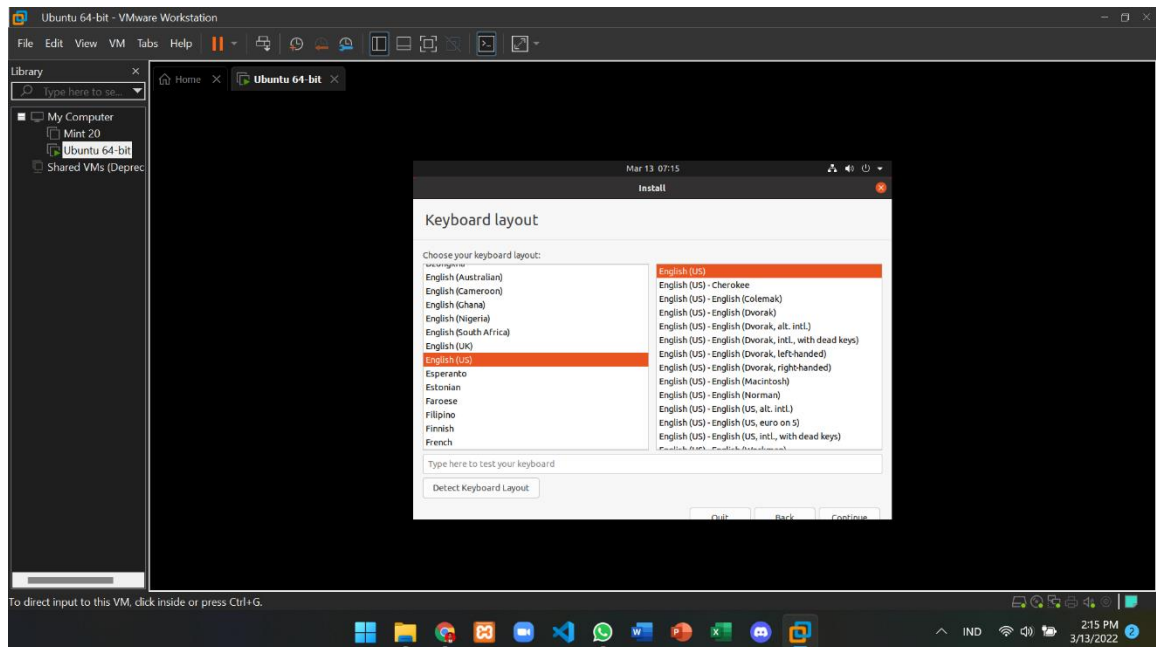 Ubuntu 64-bit - VMware Workstation
File Edit View VM Tabs Help
Library
Type here to se...
My Computer
Mint 20
Ubuntu 64-bit
Shared VMs (Deprec
Home
Ubuntu 64-bit
Mar 13 07:15
Install
Keyboard layout
Choose your keyboard layout:
English (Australian)
English (Cameroon)
English (Ghana)
English (Nigeria)
English (South Africa)
English (UK)
English (US)
Esperanto
Estonian
Faroese
Filipino
Finnish
French
English (US)
English (US) - Cherokee
English (US) - English (Colemak)
English (US) - English (Dvorak)
English (US) - English (Dvorak, alt. intl.)
English (US) - English (Dvorak, intl., with dead keys)
English (US) - English (Dvorak, left-handed)
English (US) - English (Dvorak, right-handed)
English (US) - English (Macintosh)
English (US) - English (Norman)
English (US) - English (US, alt. intl.)
English (US) - English (US, euro on 5)
English (US) - English (US, intl., with dead keys)
Type here to test your keyboard
Detect Keyboard Layout
Quit Back Continue
To direct input to this VM, click inside or press Ctrl+G.
IND
2:15 PM
3/13/2022
2